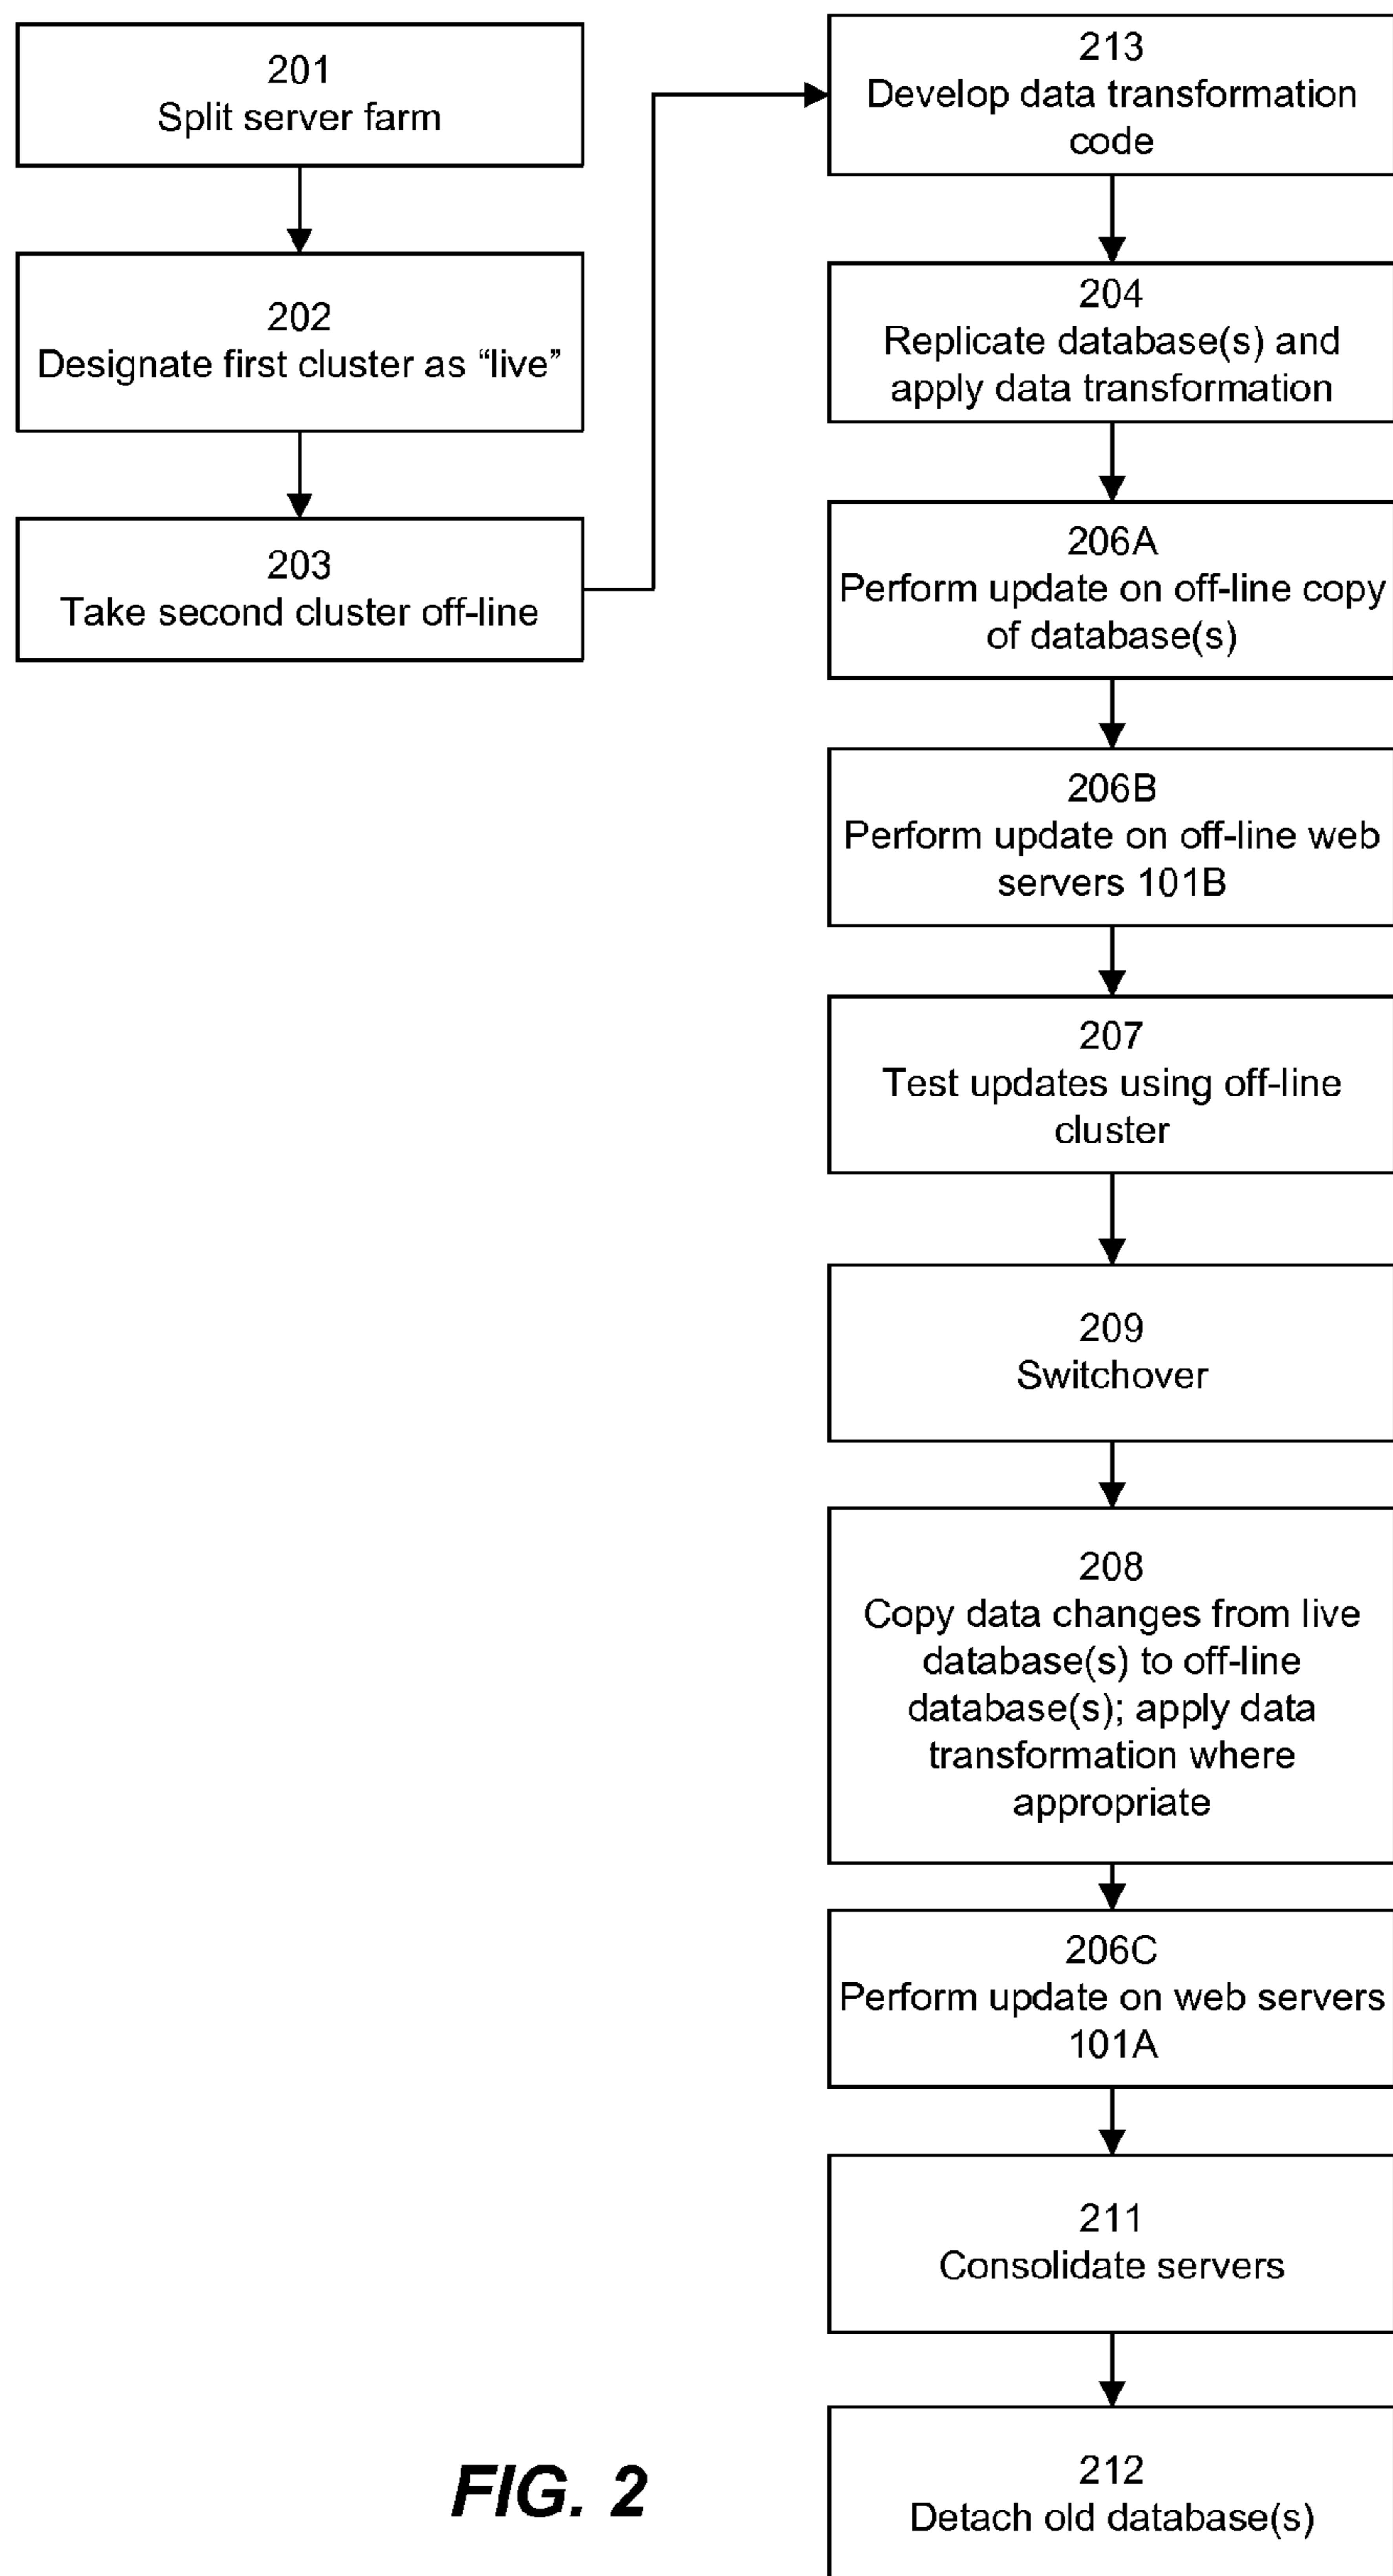 201
Split server farm
202
Designate first cluster as “live”
203
Take second cluster off-line
213
Develop data transformation
code
204
Replicate database(s) and
apply data transformation
206A
Perform update on off-line copy
of database(s)
206B
Perform update on off-line web
servers 101B
207
Test updates using off-line
cluster
209
Switchover
208
Copy data changes from live
database(s) to off-line
database(s); apply data
transformation where
appropriate
206C
Perform update on web servers
101A
211
Consolidate servers
212
Detach old database(s)
FIG. 2